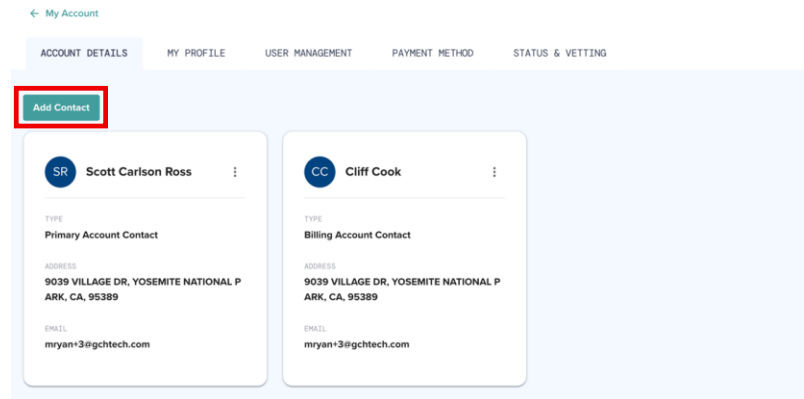 ← My Account
ACCOUNT DETAILS MY PROFILE USER MANAGEMENT PAYMENT METHOD STATUS & VETTING
Add Contact
SR Scott Carlson Ross
TYPE
Primary Account Contact
ADDRESS
9039 VILLAGE DR, YOSEMITE NATIONAL P
ARK, CA, 95389
EMAIL
mryan+3@gchtech.com
CC Cliff Cook
TYPE
Billing Account Contact
ADDRESS
9039 VILLAGE DR, YOSEMITE NATIONAL P
ARK, CA, 95389
EMAIL
mryan+3@gchtech.com